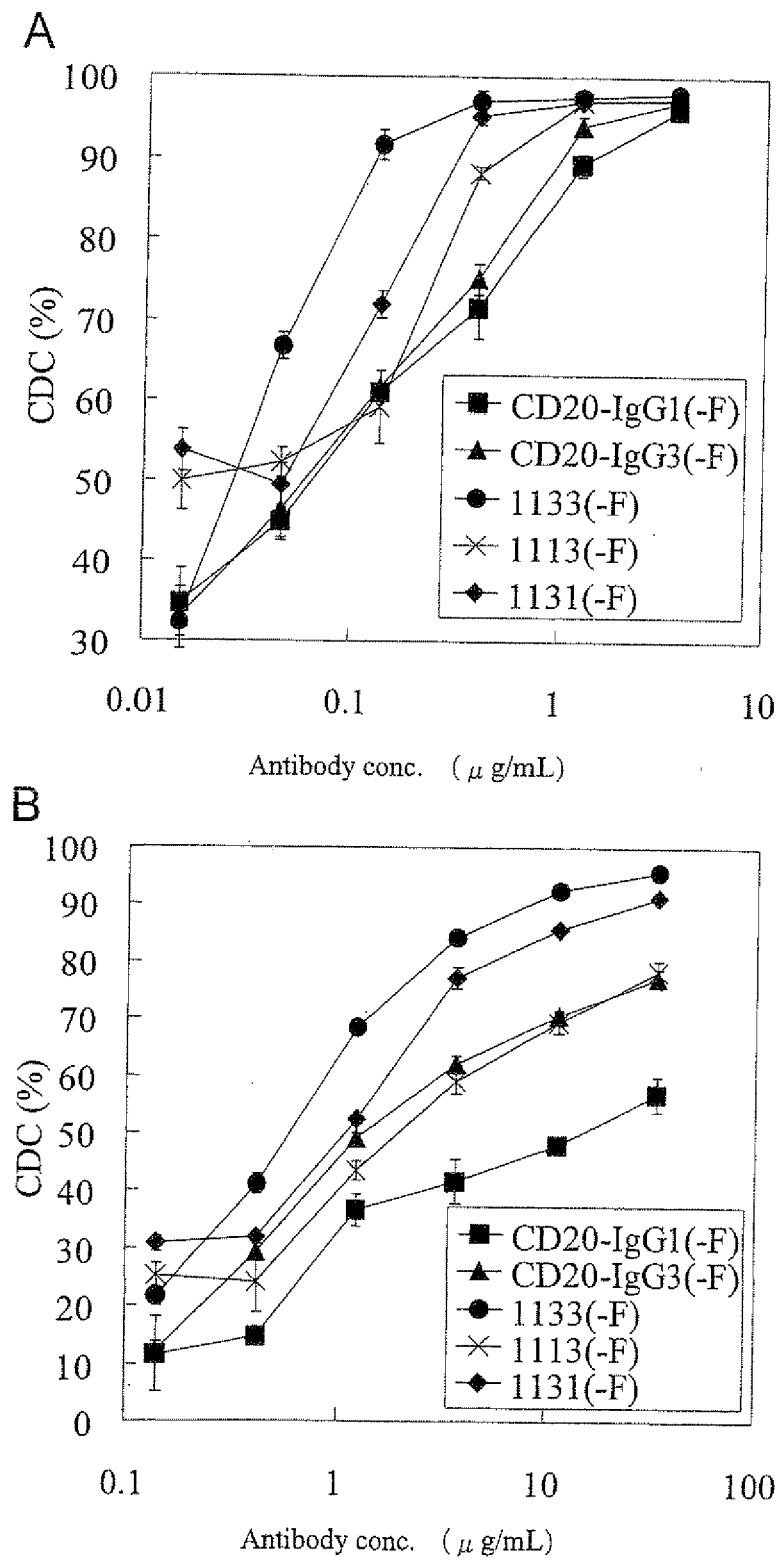 A
100
90
80
70
60
50
40
30
CDC (%)
CD20-IgG1(-F)
CD20-IgG3(-F)
1133(-F)
1113(-F)
1131(-F)
0.01 0.1 1 10
Antibody conc. ( μ g/mL)
B
100
90
80
70
60
50
40
30
20
10
0
CDC (%)
CD20-IgG1(-F)
CD20-IgG3(-F)
1133(-F)
1113(-F)
1131(-F)
0.1 1 10 100
Antibody conc. ( μ g/mL)